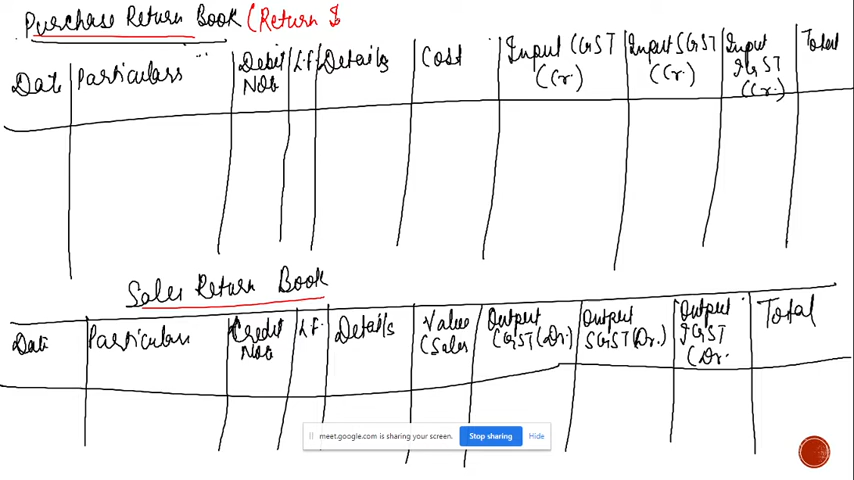 Purchase Return Book (Return
Date Particulars Debit Note L.F. Details Cost Input CGST (Cr.) Input SGST (Cr.) Input IGST (Cr.) Total
Sales Return Book
Date Particulars Credit Note L.F. Details Value (Sales Output CGST (Dr.) Output SGST (Dr.) Output IGST (Dr. Total
meet.google.com is sharing your screen. Stop sharing Hide